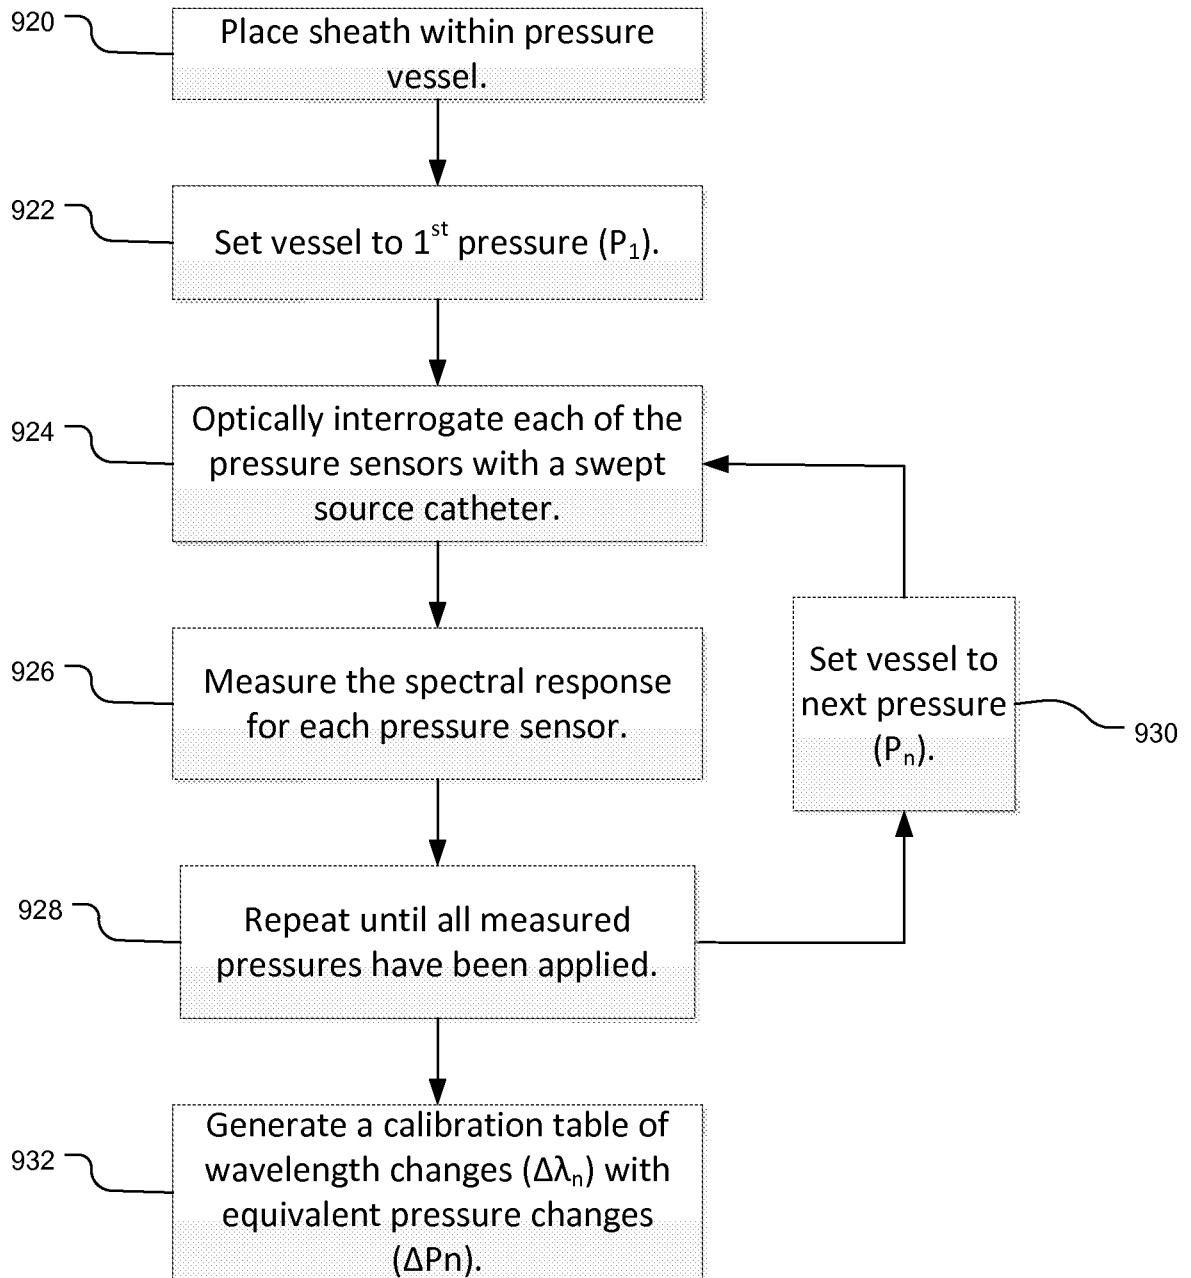 920
Place sheath within pressure
vessel.
922
Set vessel to 1st pressure (P1).
924
Optically interrogate each of the
pressure sensors with a swept
source catheter.
926
Measure the spectral response
for each pressure sensor.
Set vessel to
next pressure
(Pn).
930
928
Repeat until all measured
pressures have been applied.
932
Generate a calibration table of
wavelength changes (Δλn) with
equivalent pressure changes
(ΔPn).